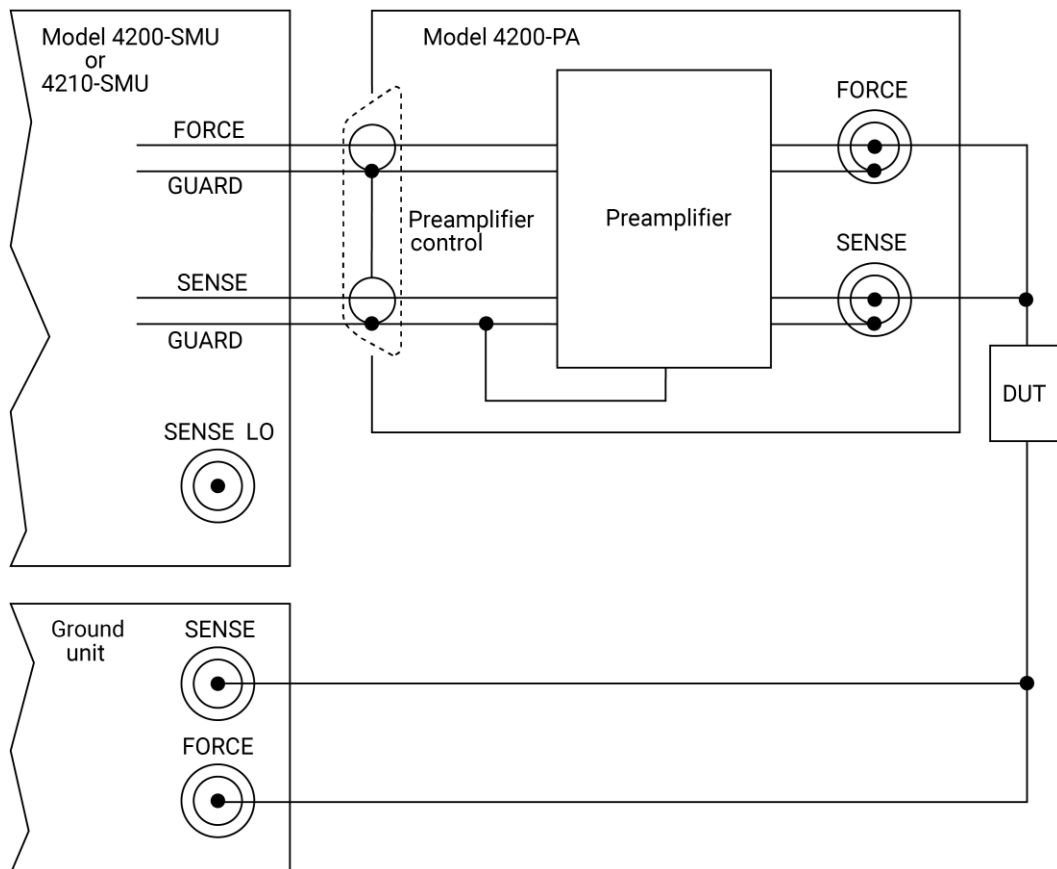 Model 4200-SMU
or
4210-SMU
Model 4200-PA
FORCE
FORCE
GUARD
Preamplifier
control
Preamplifier
SENSE
SENSE
GUARD
DUT
SENSE LO
Ground
unit
SENSE
FORCE